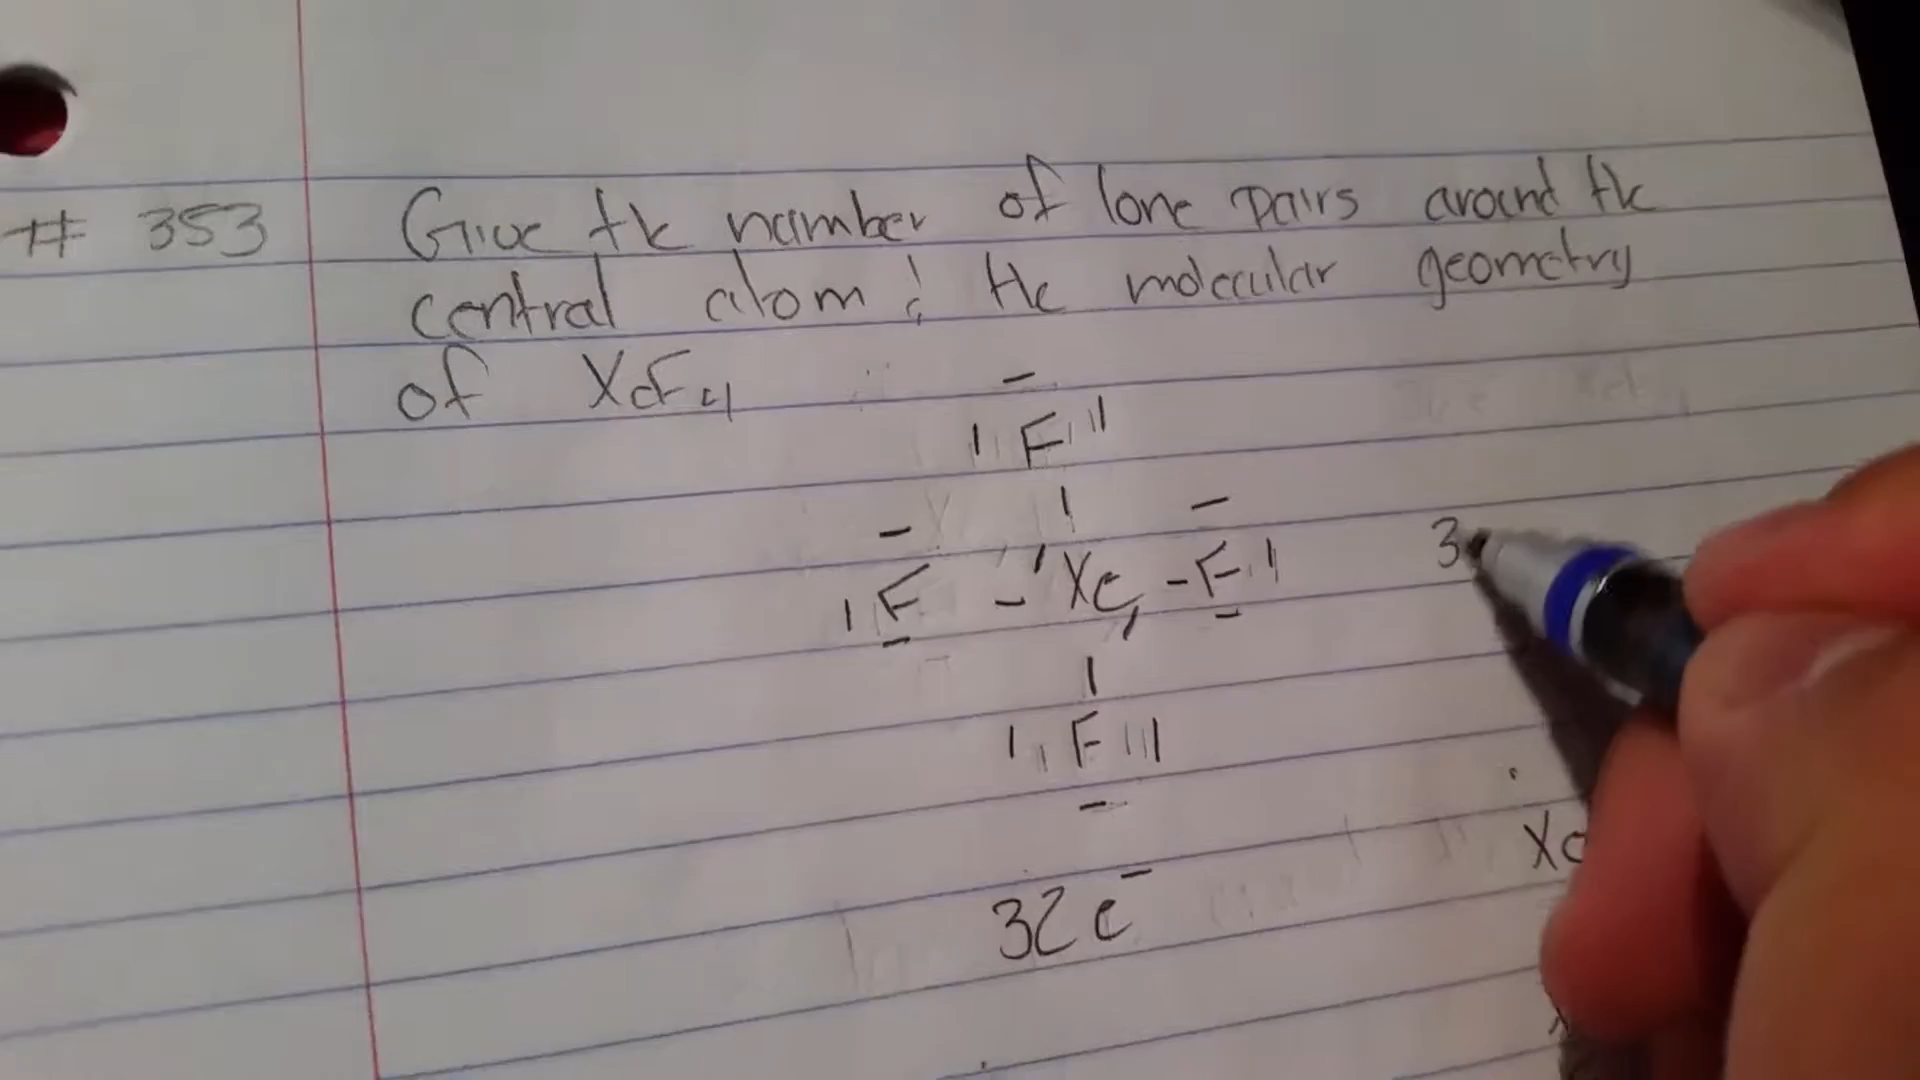 # 353 Give the number of lone pairs around the
central atom & the molecular geometry
of XeF4
F
F - Xe - F
3
F
Xe
32 e-